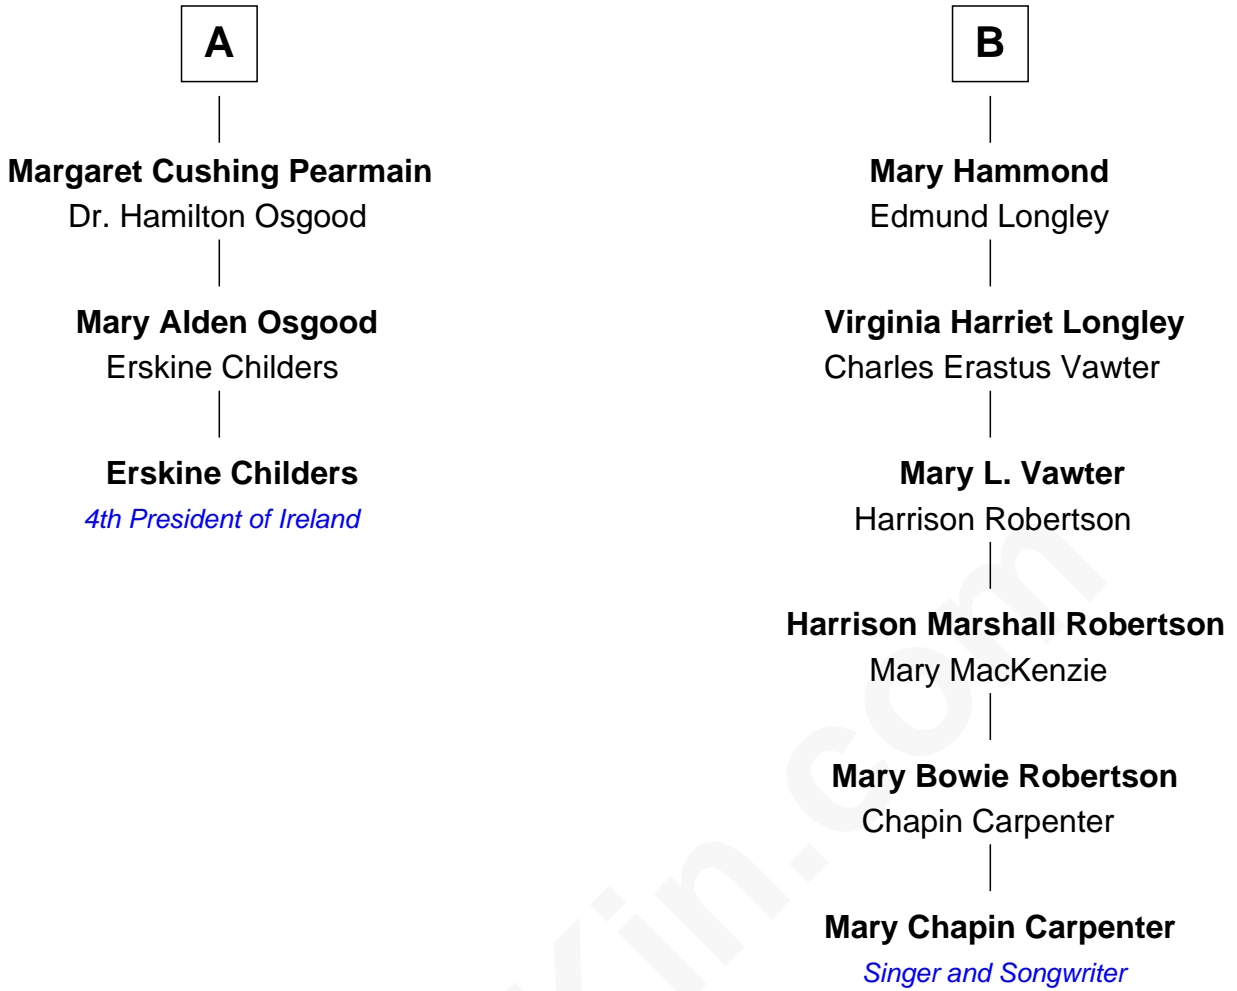 A
Margaret Cushing Pearmain
Dr. Hamilton Osgood
Mary Alden Osgood
Erskine Childers
Erskine Childers
4th President of Ireland
B
Mary Hammond
Edmund Longley
Virginia Harriet Longley
Charles Erastus Vawter
Mary L. Vawter
Harrison Robertson
Harrison Marshall Robertson
Mary MacKenzie
Mary Bowie Robertson
Chapin Carpenter
Mary Chapin Carpenter
Singer and Songwriter
Kin.com